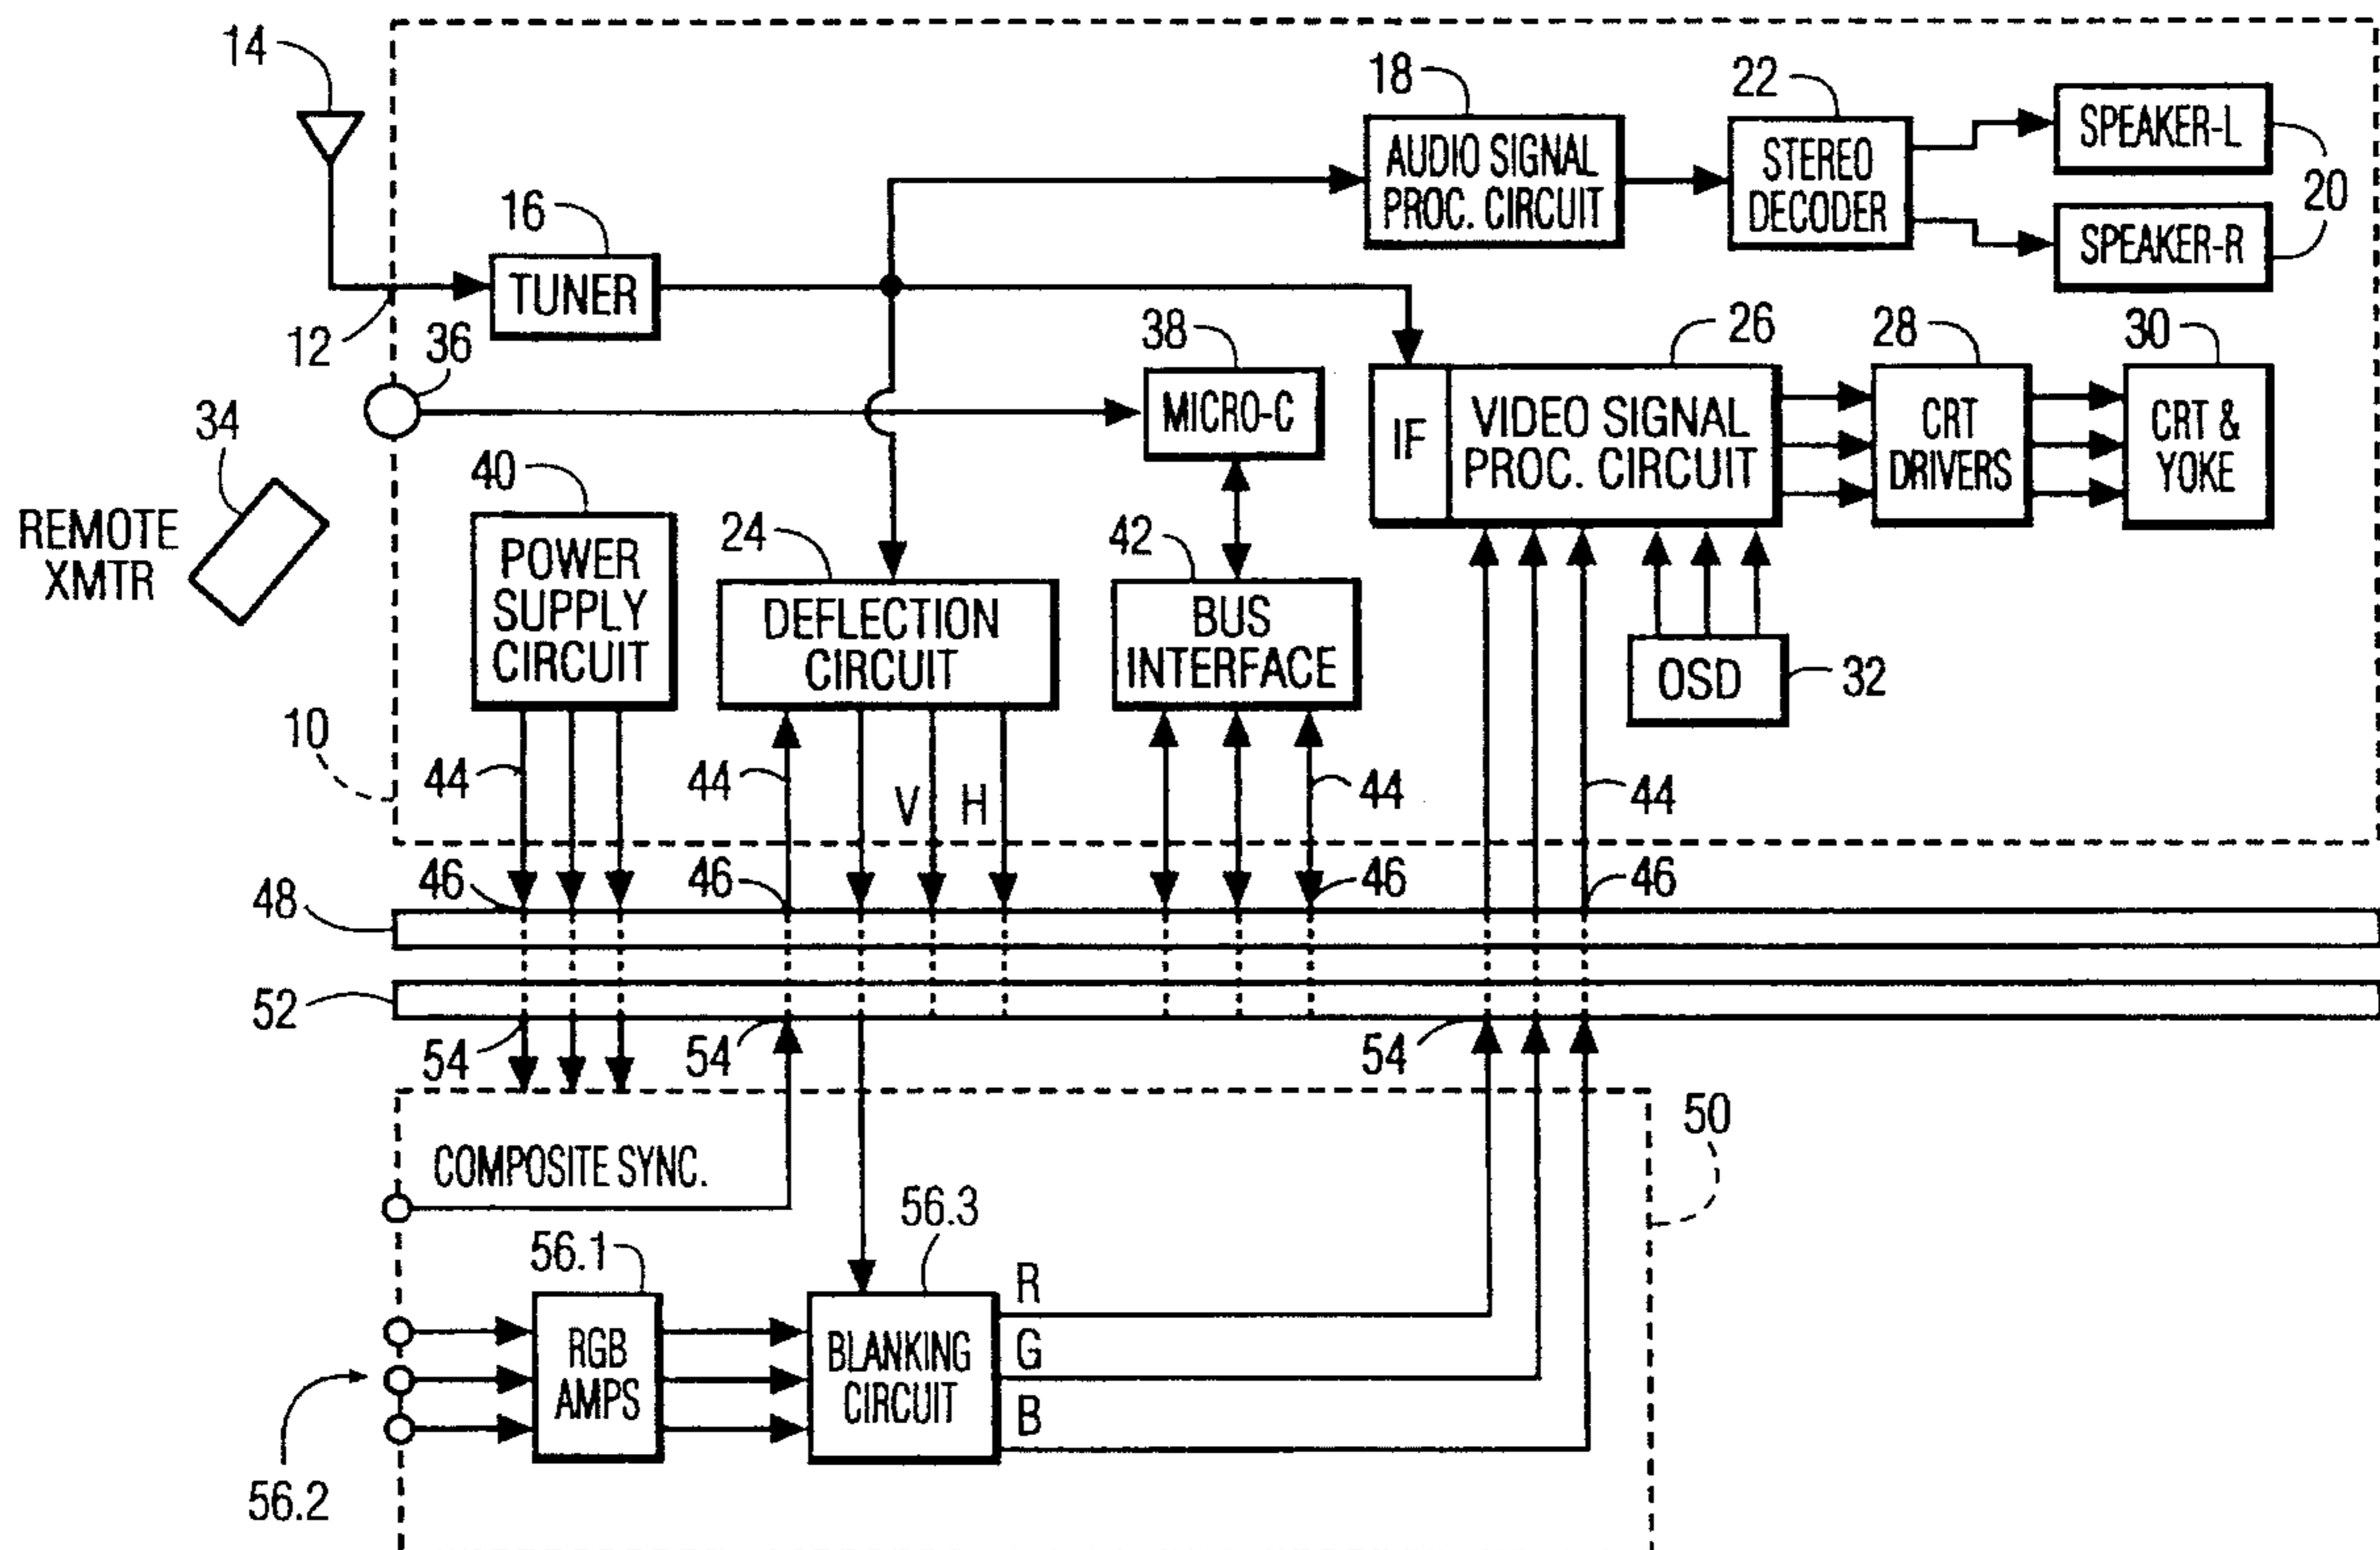 14
18
22
SPEAKER-L
AUDIO SIGNAL
PROC. CIRCUIT
STEREO
DECODER
20
16
SPEAKER-R
TUNER
12
36
38
26
28
30
34
MICRO-C
IF
VIDEO SIGNAL
PROC. CIRCUIT
CRT
DRIVERS
CRT &
YOKE
40
REMOTE
XMTR
24
42
POWER
SUPPLY
CIRCUIT
DEFLECTION
CIRCUIT
BUS
INTERFACE
OSD
32
10
44
44
V
H
44
44
46
46
46
46
48
52
54
54
54
50
COMPOSITE SYNC.
56.3
56.1
R
RGB
AMPS
BLANKING
CIRCUIT
G
B
56.2